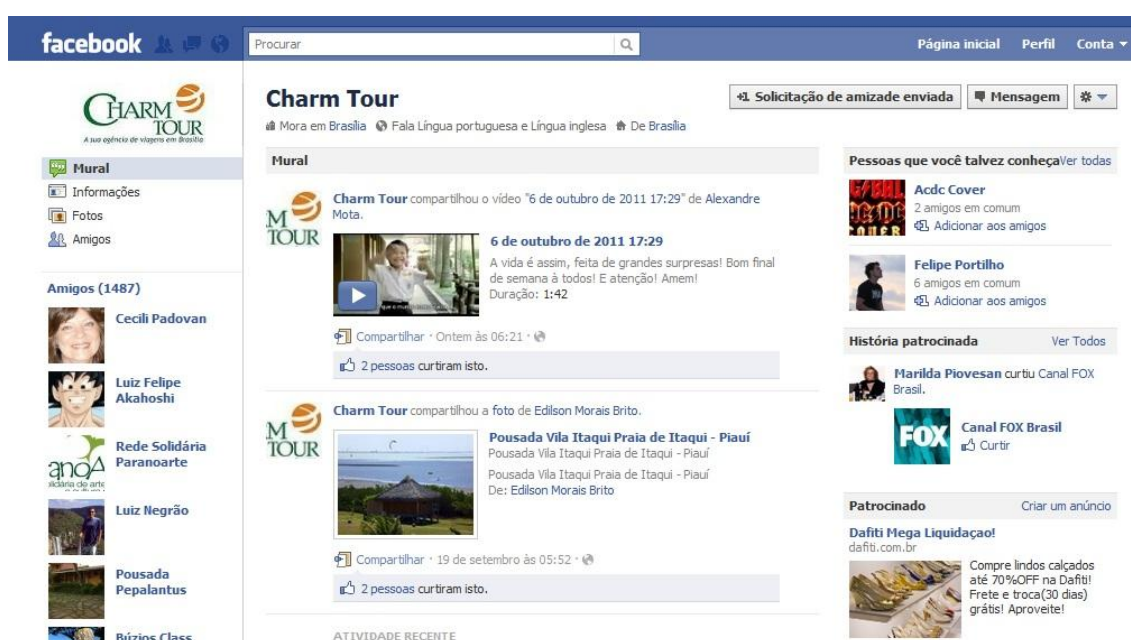 facebook
Procurar
Página inicial Perfil Conta
CHARM
TOUR
A sua agência de viagens em Brasília
Mural
Informações
Fotos
Amigos
Amigos (1487)
Cecili Padovan
Luiz Felipe
Akahoshi
Rede Solidária
Paranoarte
Luiz Negrão
Pousada
Pepalantus
Búzios Class
Charm Tour
+1 Solicitação de amizade enviada
Mensagem
Mora em Brasília Fala Língua portuguesa e Língua inglesa De Brasília
Mural
M
TOUR
Charm Tour compartilhou o vídeo "6 de outubro de 2011 17:29" de Alexandre
Mota.
6 de outubro de 2011 17:29
A vida é assim, feita de grandes surpresas! Bom final
de semana à todos! E atenção! Amem!
Duração: 1:42
Compartilhar · Ontem às 06:21 ·
2 pessoas curtiram isto.
M
TOUR
Charm Tour compartilhou a foto de Edilson Morais Brito.
Pousada Vila Itaqui Praia de Itaqui - Piauí
Pousada Vila Itaqui Praia de Itaqui - Piauí
Pousada Vila Itaqui Praia de Itaqui - Piauí
De: Edilson Morais Brito
Compartilhar · 19 de setembro às 05:52 ·
2 pessoas curtiram isto.
ATIVIDADE RECENTE
Pessoas que você talvez conheça Ver todas
Acdc Cover
2 amigos em comum
Adicionar aos amigos
Felipe Portilho
6 amigos em comum
Adicionar aos amigos
História patrocinada Ver Todos
Marilda Piovesan curtiu Canal FOX
Brasil.
FOX
Canal FOX Brasil
Curtir
Patrocinado Criar um anúncio
Dafiti Mega Liquidaçao!
dafiti.com.br
Compre lindos calçados
até 70%OFF na Dafiti!
Frete e troca(30 dias)
grátis! Aproveite!